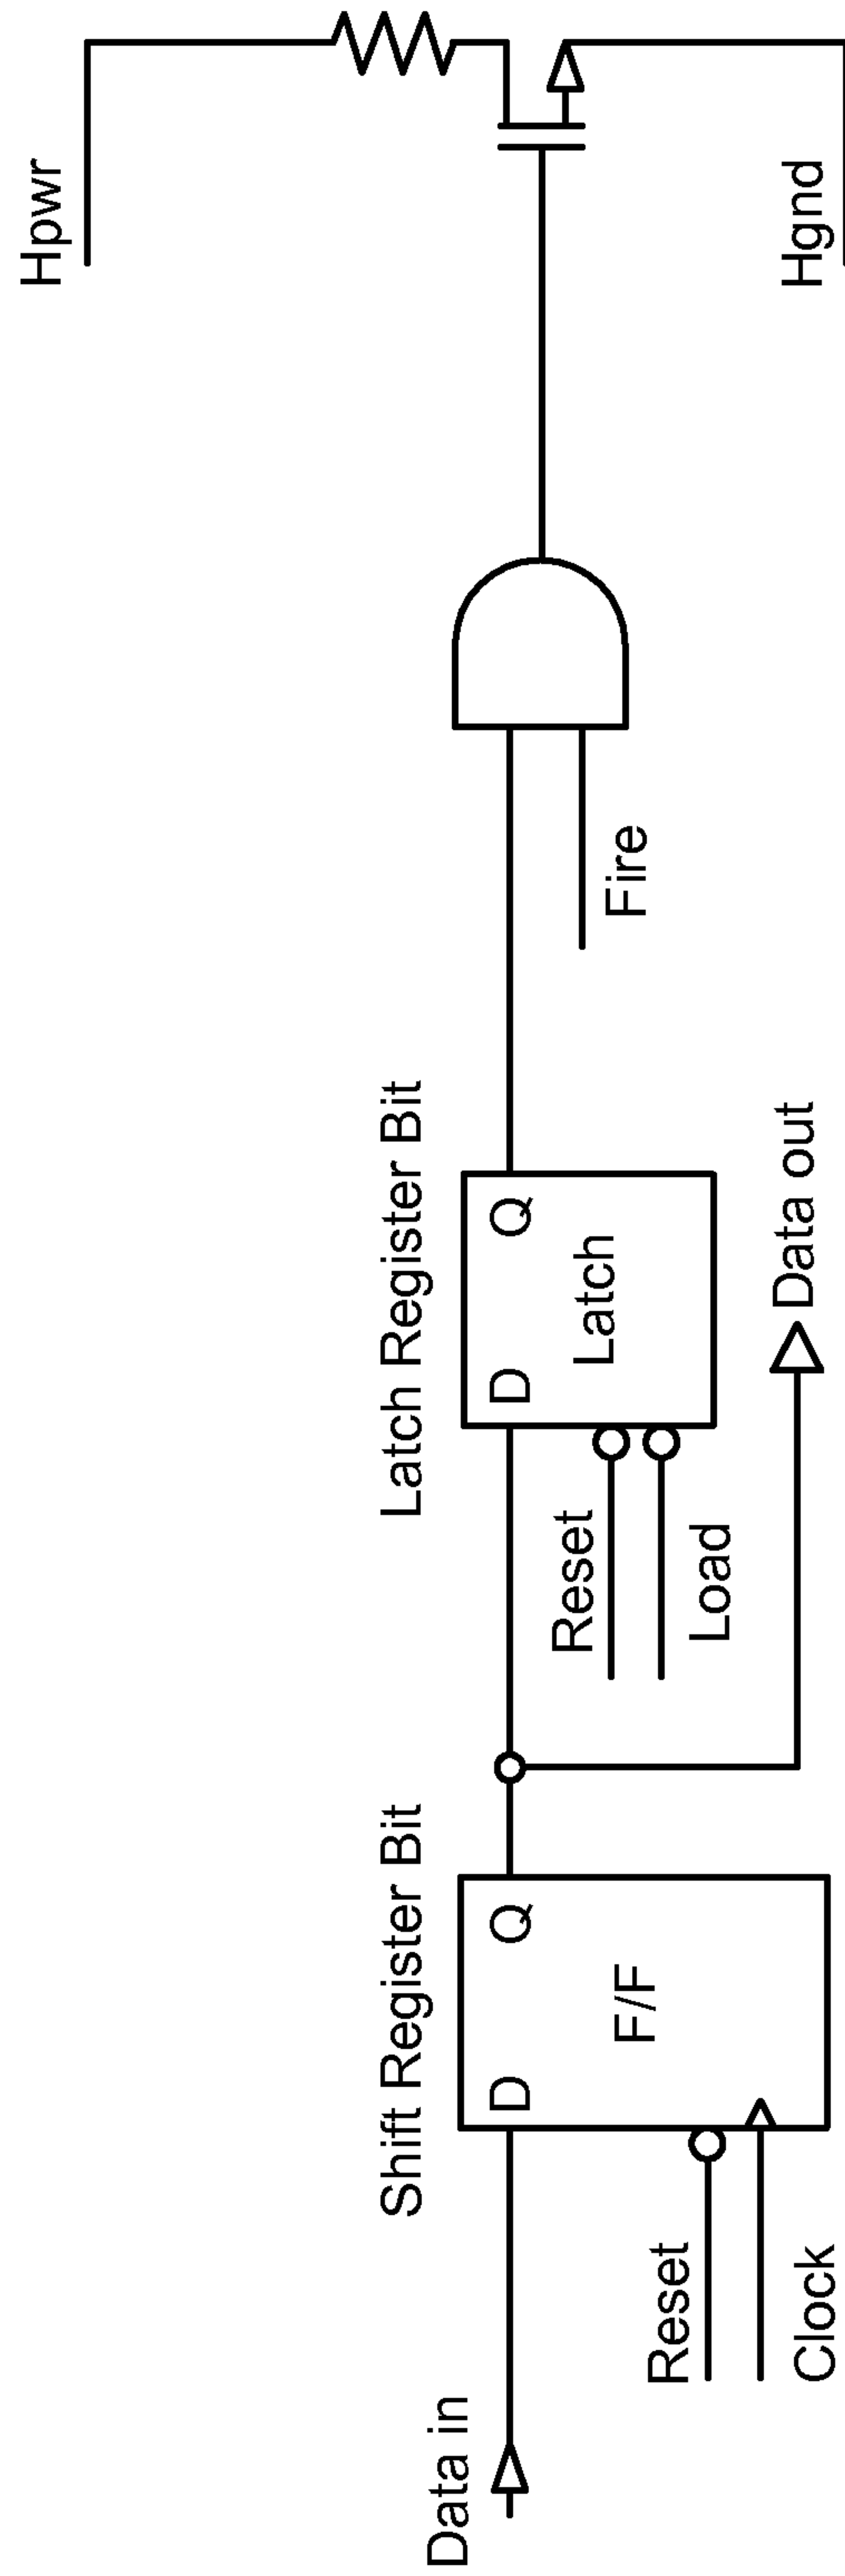 Hpwr
Shift Register Bit
Latch Register Bit
Data in
D
Q
D
Q
F/F
Latch
Reset
Reset
Fire
Load
Clock
Data out
Hgnd